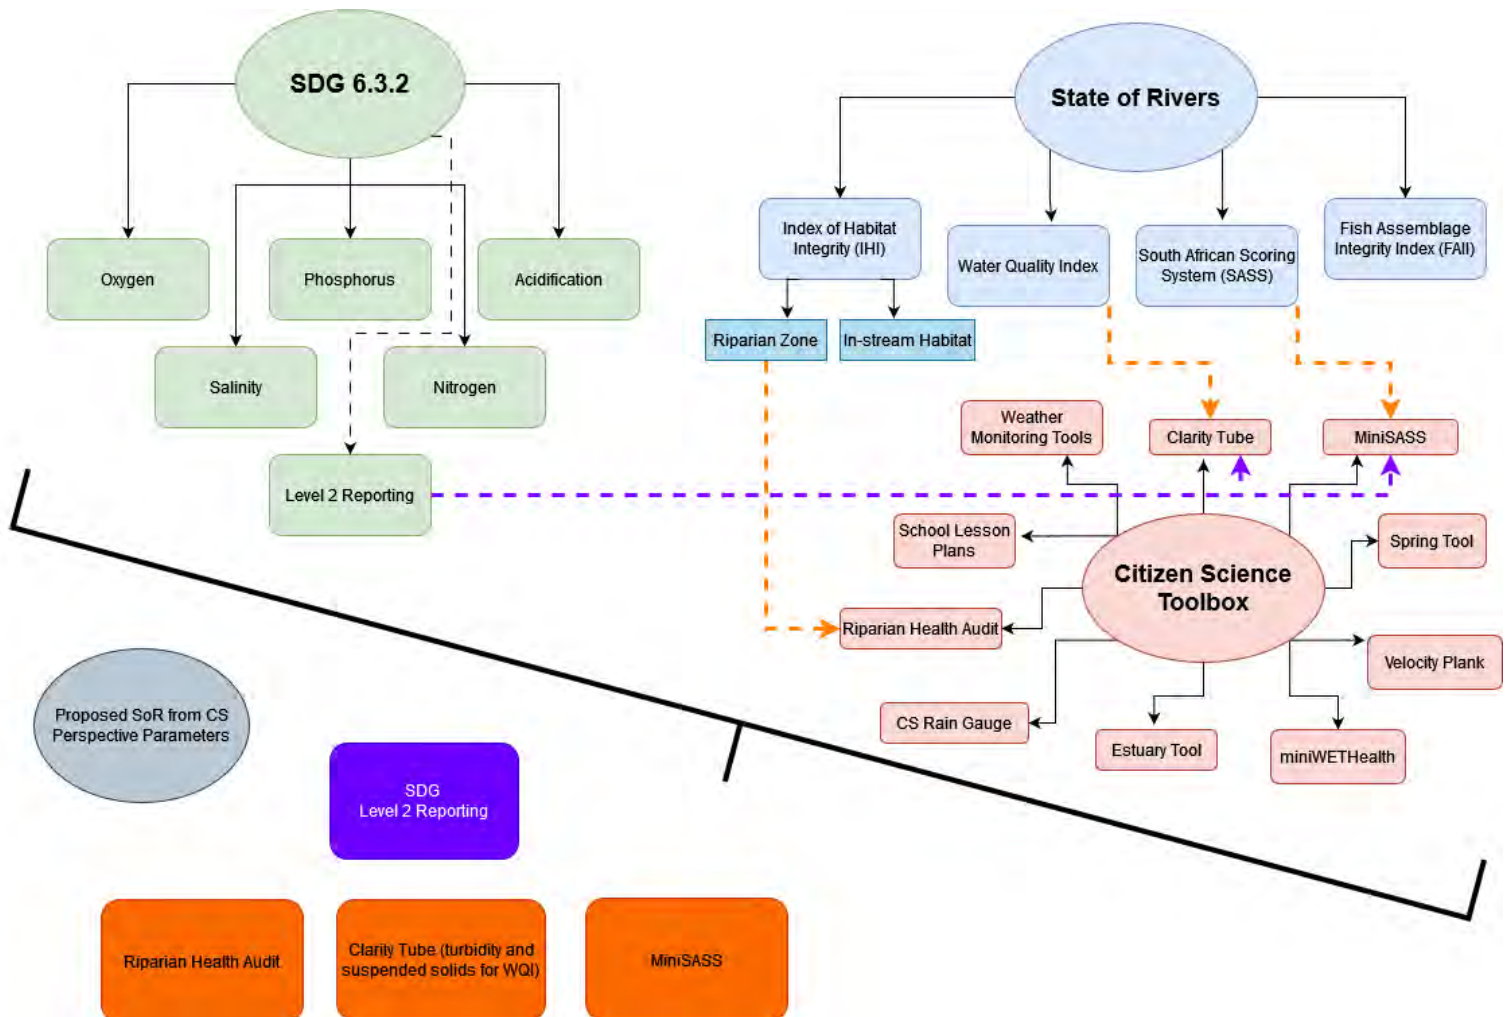 SDG 6.3.2
Oxygen
Phosphorus
Acidification
Salinity
Nitrogen
Level 2 Reporting
State of Rivers
Index of Habitat
Integrity (IHI)
Water Quality Index
South African Scoring
System (SASS)
Fish Assemblage
Integrity Index (FAII)
Riparian Zone
In-stream Habitat
Weather
Monitoring Tools
Clarity Tube
MiniSASS
School Lesson
Plans
Spring Tool
Citizen Science
Toolbox
Riparian Health Audit
Velocity Plank
CS Rain Gauge
Estuary Tool
miniWETHealth
Proposed SoR from CS
Perspective Parameters
SDG
Level 2 Reporting
Riparian Health Audit
Clarity Tube (turbidity and
suspended solids for WQI)
MiniSASS